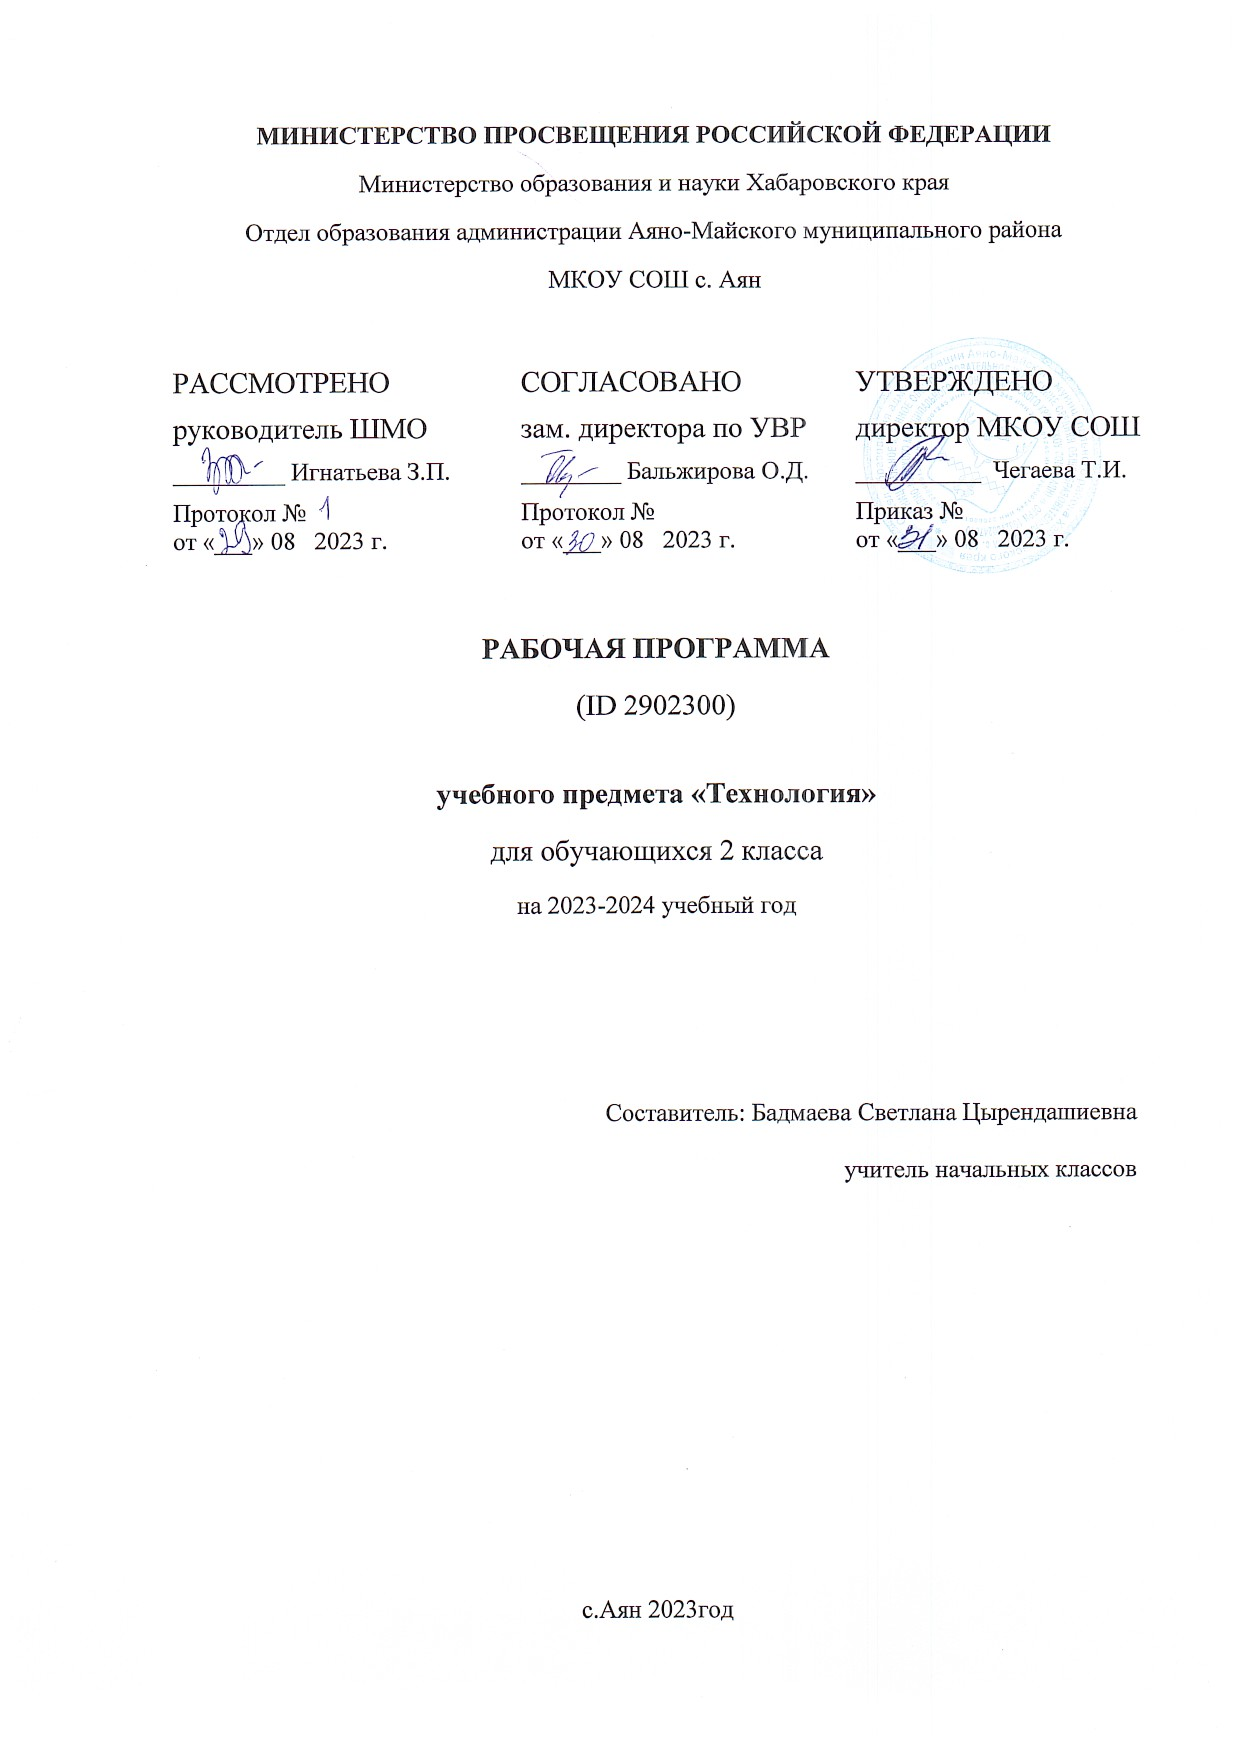 МИНИСТЕРСТВО ПРОСВЕЩЕНИЯ РОССИЙСКОЙ ФЕДЕРАЦИИ
Министерство образования и науки Хабаровского края
Отдел образования администрации Аяно-Майского муниципального района
МКОУ СОШ с. Аян
РАССМОТРЕНО
руководитель ШМО
Игнатьева З.П.
Протокол № 1
от «29» 08 2023 г.
СОГЛАСОВАНО
зам. директора по УВР
Бальжирова О.Д.
Протокол №
от «30» 08 2023 г.
УТВЕРЖДЕНО
директор МКОУ СОШ
Чегаева Т.И.
Приказ №
от «31» 08 2023 г.
РАБОЧАЯ ПРОГРАММА
(ID 2902300)
учебного предмета «Технология»
для обучающихся 2 класса
на 2023-2024 учебный год
Составитель: Бадмаева Светлана Цырендашиевна
учитель начальных классов
с.Аян 2023год